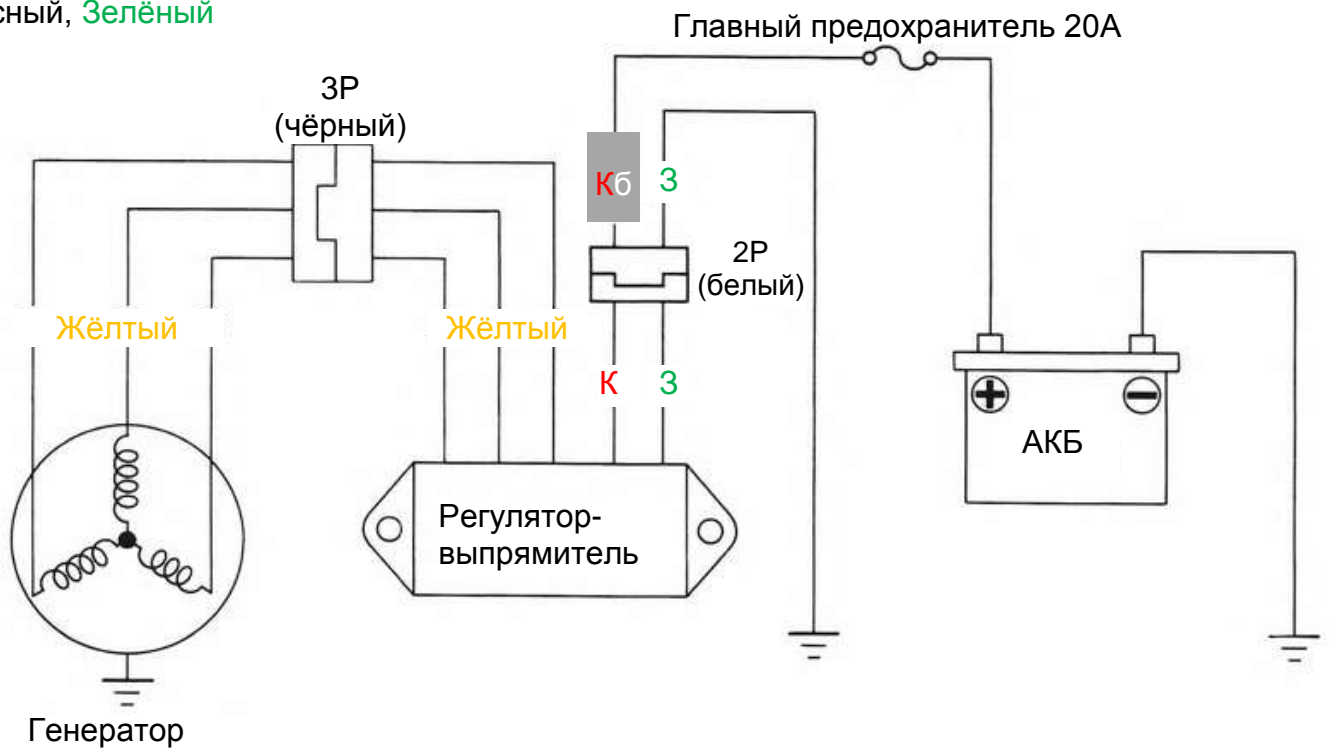 сный, Зелёный
Главный предохранитель 20А
3Р
(чёрный)
Кб
З
2Р
(белый)
Жёлтый
Жёлтый
К
З
АКБ
Регулятор-
выпрямитель
Генератор